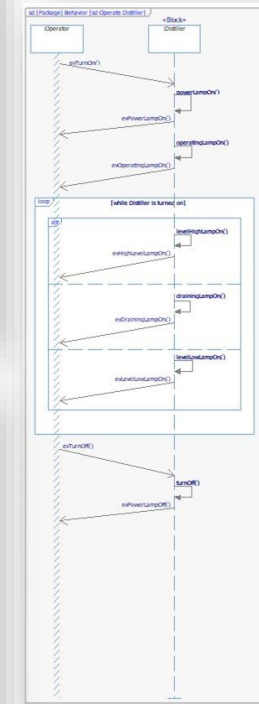 sd [Package] Behavior [sd Operate Distiller]
«Block»
:Operator
:Distiller
evTurnOn()
powerLampOn()
evPowerLampOn()
operatingLampOn()
evOperatingLampOn()
loop
[while Distiller is turned on]
alt
levelHighLampOn()
evHighLevelLampOn()
drainingLampOn()
evDrainingLampOn()
levelLowLampOn()
evLevelLowLampOn()
evTurnOff()
turnOff()
evPowerLampOff()